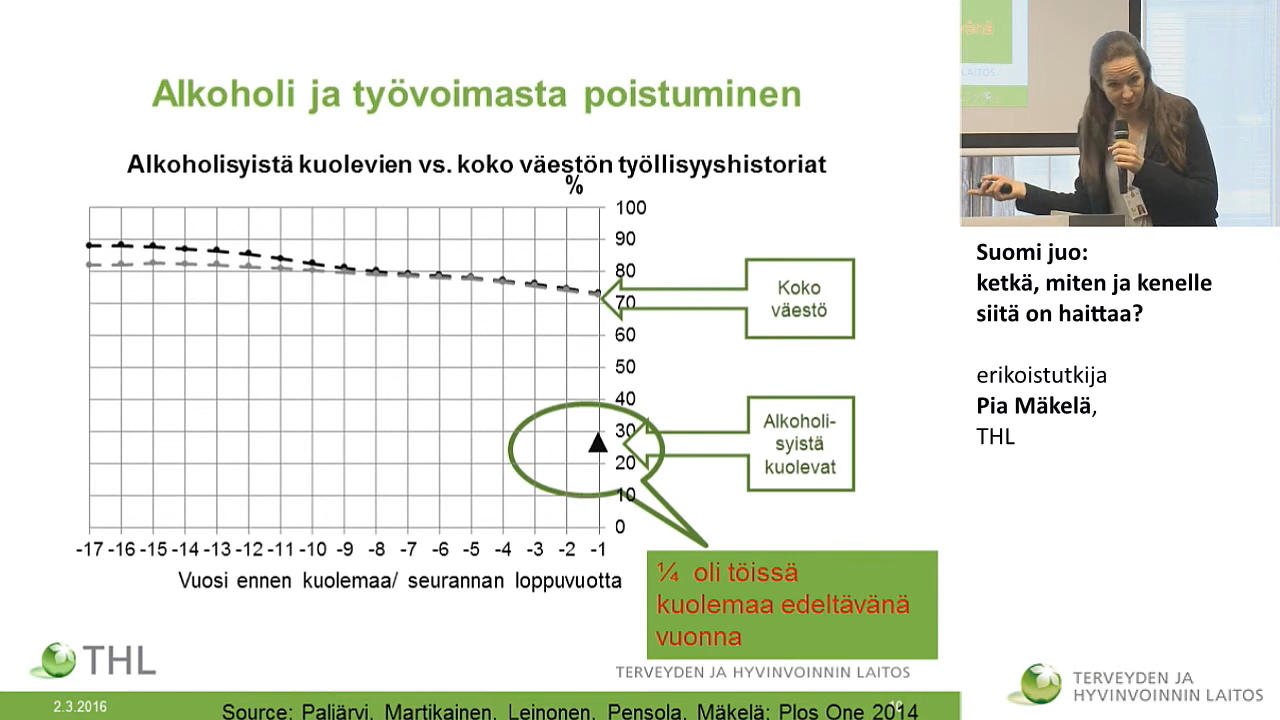 Alkoholi ja työvoimasta poistuminen
Alkoholisyistä kuolevien vs. koko väestön työllisyyshistoriat
%
100
90
80
70
60
50
40
30
20
10
0
-17 -16 -15 -14 -13 -12 -11 -10 -9 -8 -7 -6 -5 -4 -3 -2 -1
Vuosi ennen kuolemaa/ seurannan loppuvuotta
Koko
väestö
Alkoholi-
syistä
kuolevat
¼ oli töissä
kuolemaa edeltävänä
vuonna
THL
TERVEYDEN JA HYVINVOINNIN LAITOS
2.3.2016
Source: Paljärvi, Martikainen, Leinonen, Pensola, Mäkelä: Plos One 2014
LAITOS
Suomi juo:
ketkä, miten ja kenelle
siitä on haittaa?
erikoistutkija
Pia Mäkelä,
THL
TERVEYDEN JA
HYVINVOINNIN LAITOS